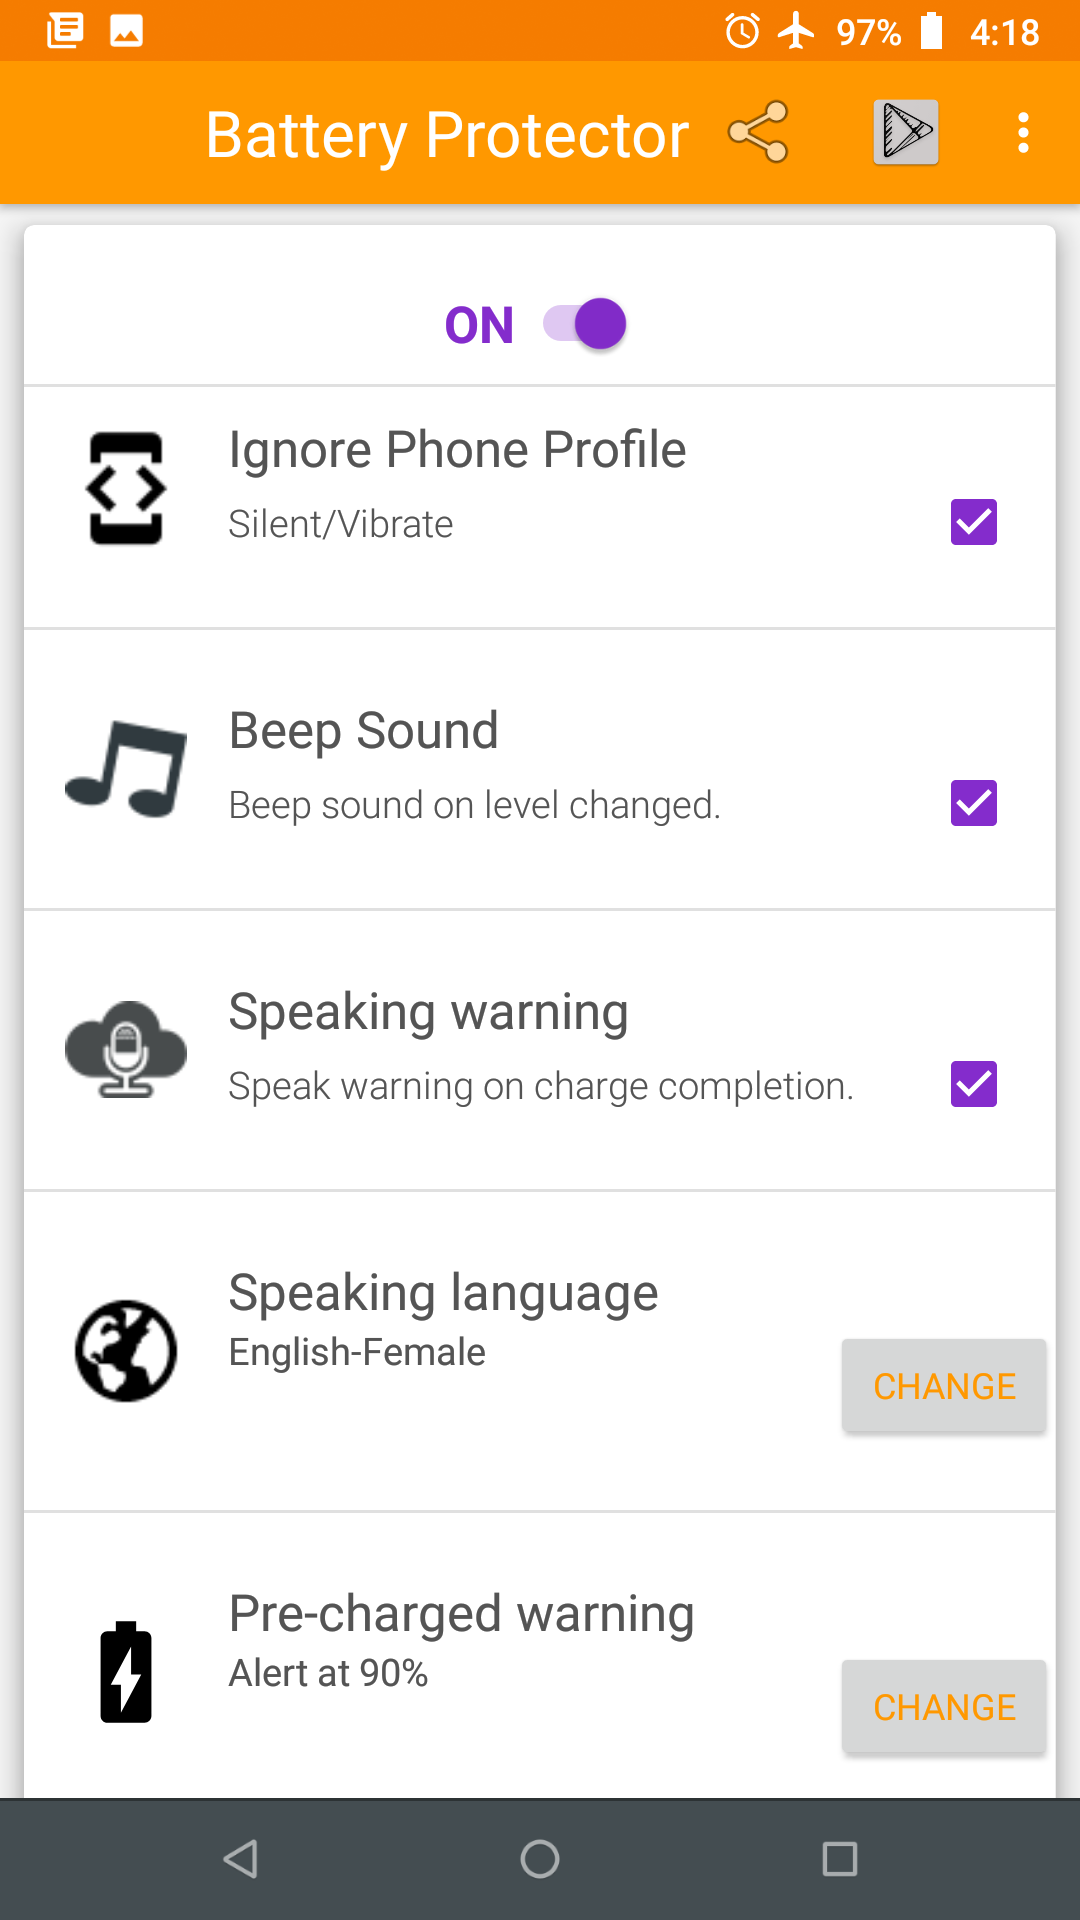 97% 4:18
Battery Protector
ON
Ignore Phone Profile
Silent/Vibrate
Beep Sound
Beep sound on level changed.
Speaking warning
Speak warning on charge completion.
Speaking language
English-Female
CHANGE
Pre-charged warning
Alert at 90%
CHANGE